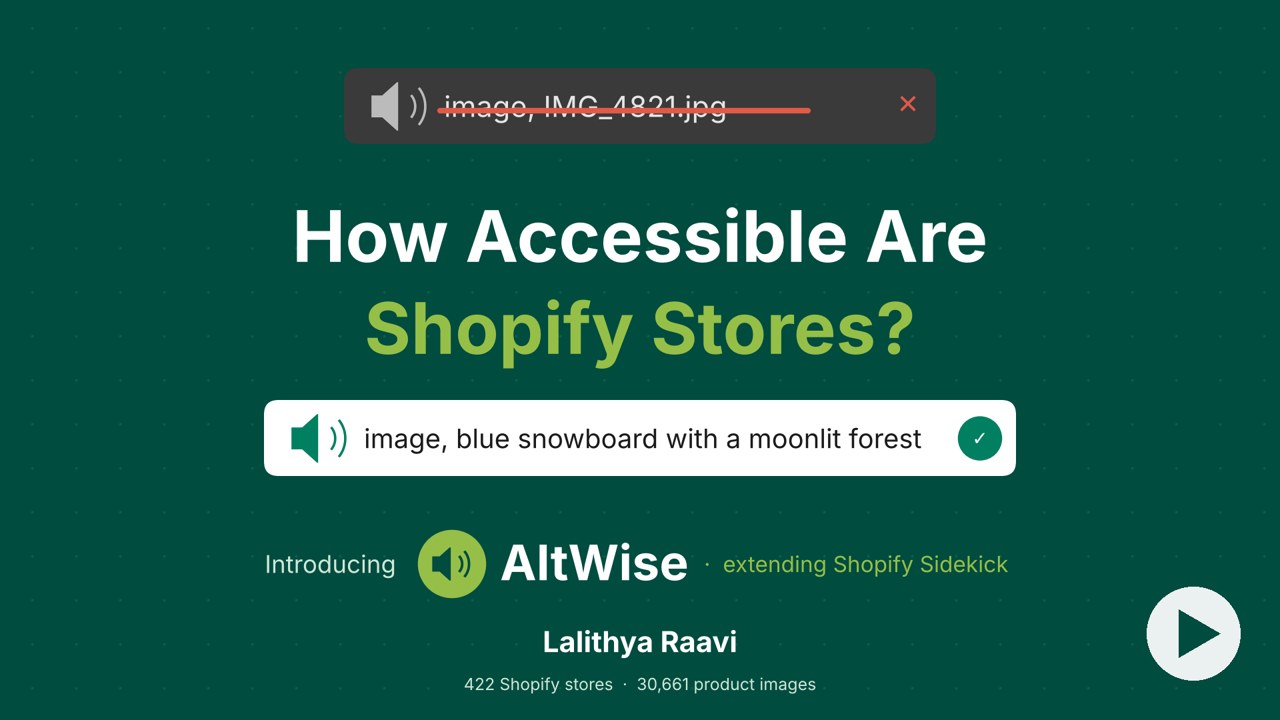 image, IMG_4821.jpg ✕
How Accessible Are
Shopify Stores?
image, blue snowboard with a moonlit forest ✓
Introducing AltWise · extending Shopify Sidekick
Lalithya Raavi
422 Shopify stores · 30,661 product images